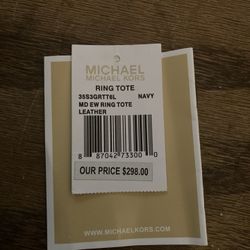 MICHAEL
MICHAEL KORS
RING TOTE
35S3GRTT6L NAVY
MD EW RING TOTE
LEATHER
8 87042 73300 0
OUR PRICE $298.00
WWW.MICHAELKORS.COM